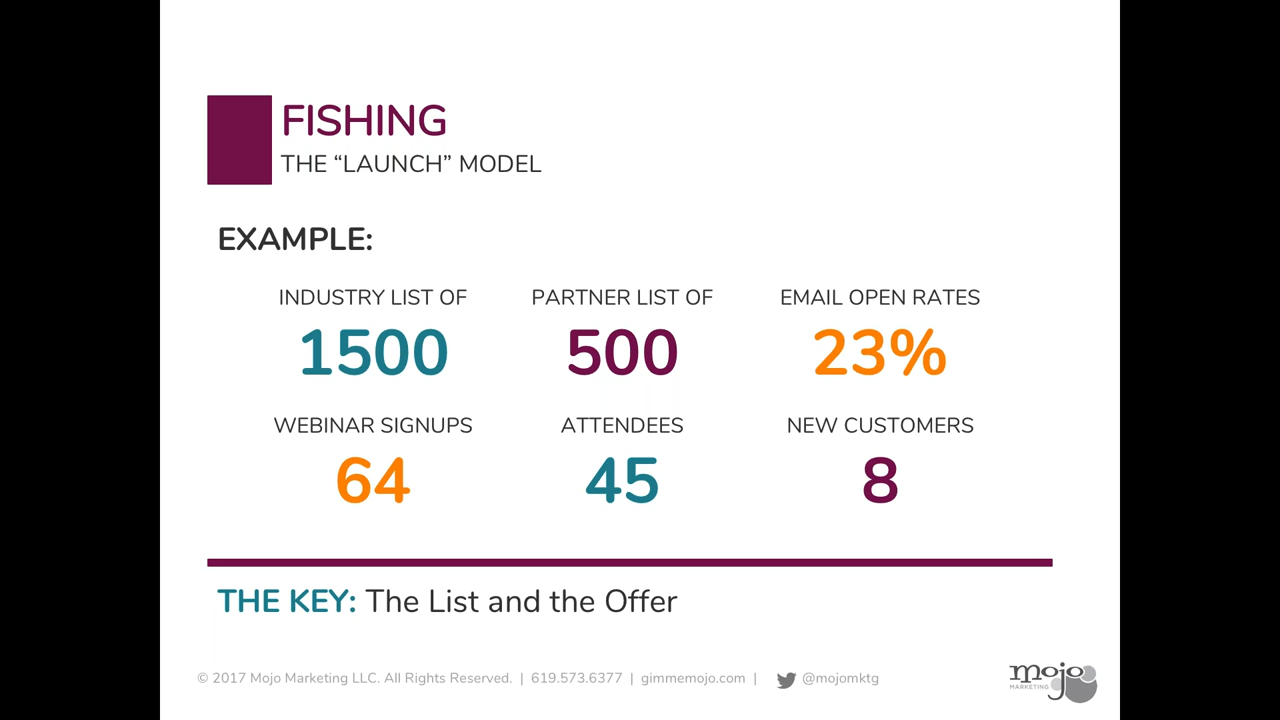 FISHING
THE “LAUNCH” MODEL
EXAMPLE:
INDUSTRY LIST OF
1500
PARTNER LIST OF
500
EMAIL OPEN RATES
23%
WEBINAR SIGNUPS
64
ATTENDEES
45
NEW CUSTOMERS
8
THE KEY: The List and the Offer
© 2017 Mojo Marketing LLC. All Rights Reserved. | 619.573.6377 | gimmemojo.com | @mojomktg
mojo
MARKETING